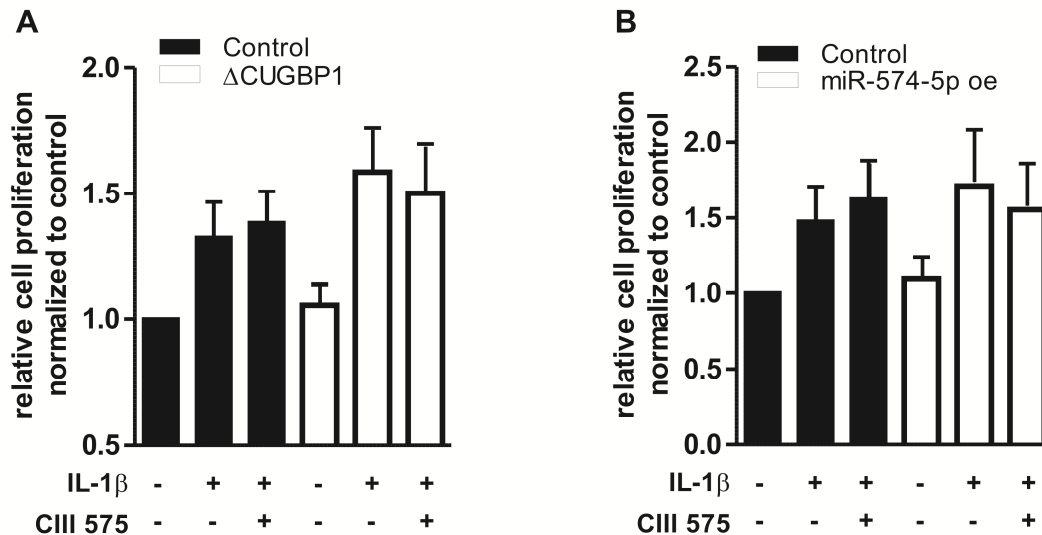 A
Control
ΔCUGBP1
relative cell proliferation
normalized to control
2.0
1.5
1.0
0.5
IL-1β - + + - + +
CIII 575 - - + - - +
B
Control
miR-574-5p oe
relative cell proliferation
normalized to control
2.5
2.0
1.5
1.0
0.5
0.0
IL-1β - + + - + +
CIII 575 - - + - - +